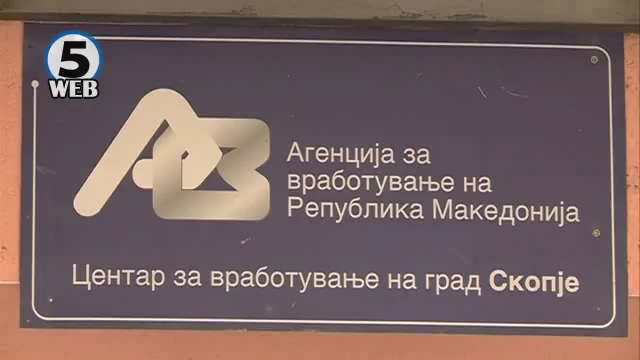 5
WEB
АВ
Агенција за
вработување на
Република Македонија
Центар за вработување на град Скопје